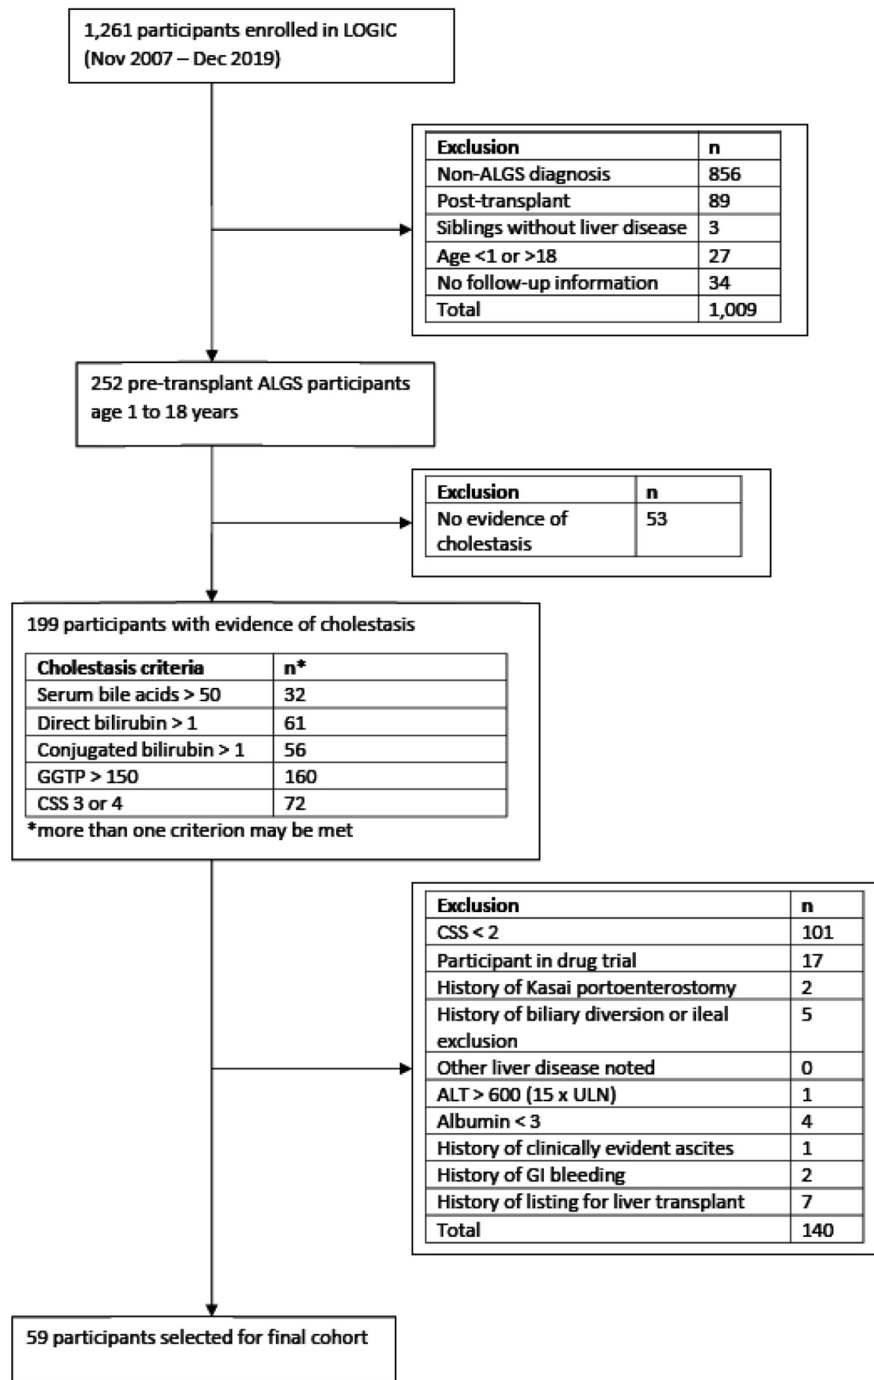 1,261 participants enrolled in LOGIC
(Nov 2007 – Dec 2019)
Exclusion n
Non-ALGS diagnosis 856
Post-transplant 89
Siblings without liver disease 3
Age <1 or >18 27
No follow-up information 34
Total 1,009
252 pre-transplant ALGS participants
age 1 to 18 years
Exclusion n
No evidence of 53
cholestasis
199 participants with evidence of cholestasis
Cholestasis criteria n*
Serum bile acids > 50 32
Direct bilirubin > 1 61
Conjugated bilirubin > 1 56
GGTP > 150 160
CSS 3 or 4 72
*more than one criterion may be met
Exclusion n
CSS < 2 101
Participant in drug trial 17
History of Kasai portoenterostomy 2
History of biliary diversion or ileal 5
exclusion
Other liver disease noted 0
ALT > 600 (15 x ULN) 1
Albumin < 3 4
History of clinically evident ascites 1
History of GI bleeding 2
History of listing for liver transplant 7
Total 140
59 participants selected for final cohort